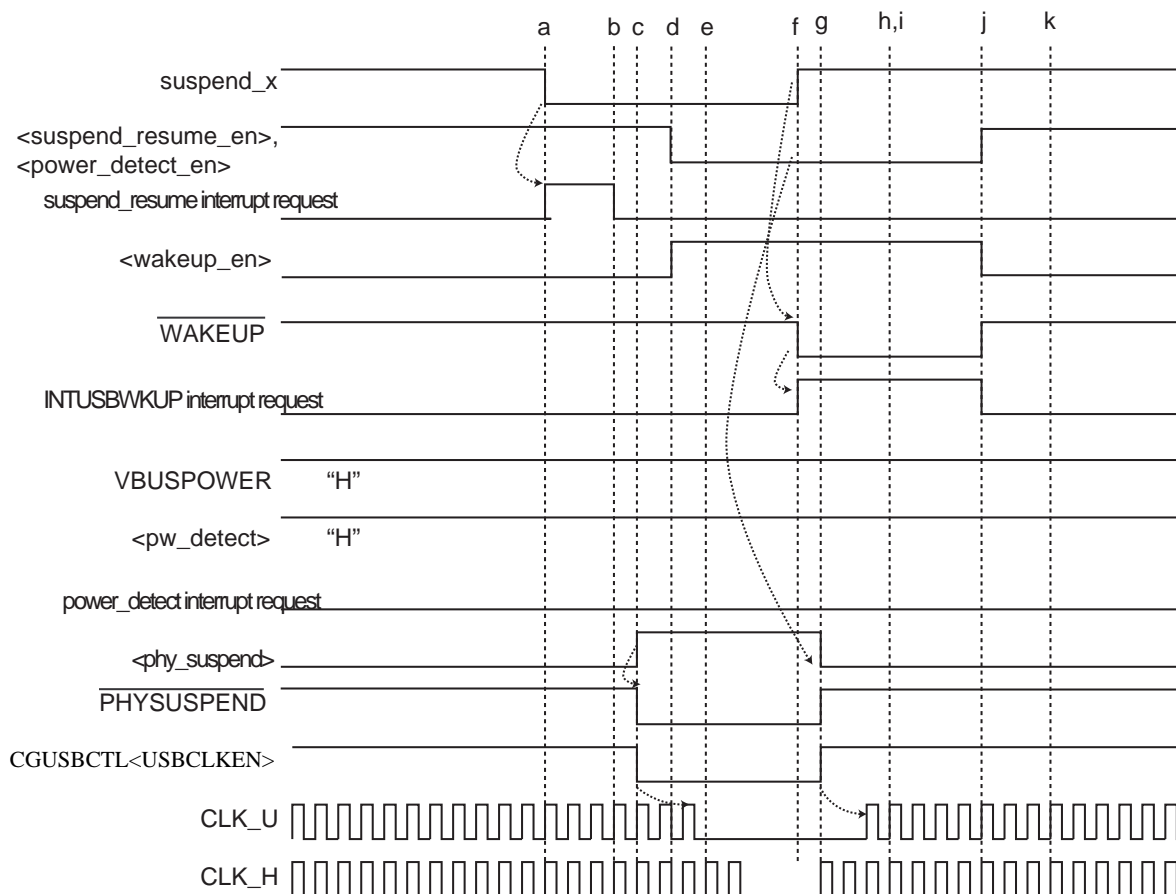 a b c d e f g h,i j k
suspend_x
<suspend_resume_en>,
<power_detect_en>
suspend_resume interrupt request
<wakeup_en>
WAKEUP
INTUSBWKUP interrupt request
VBUSPOWER “H”
<pw_detect> “H”
power_detect interrupt request
<phy_suspend>
PHYSUSPEND
CGUSBCTL<USBCLKEN>
CLK_U
CLK_H